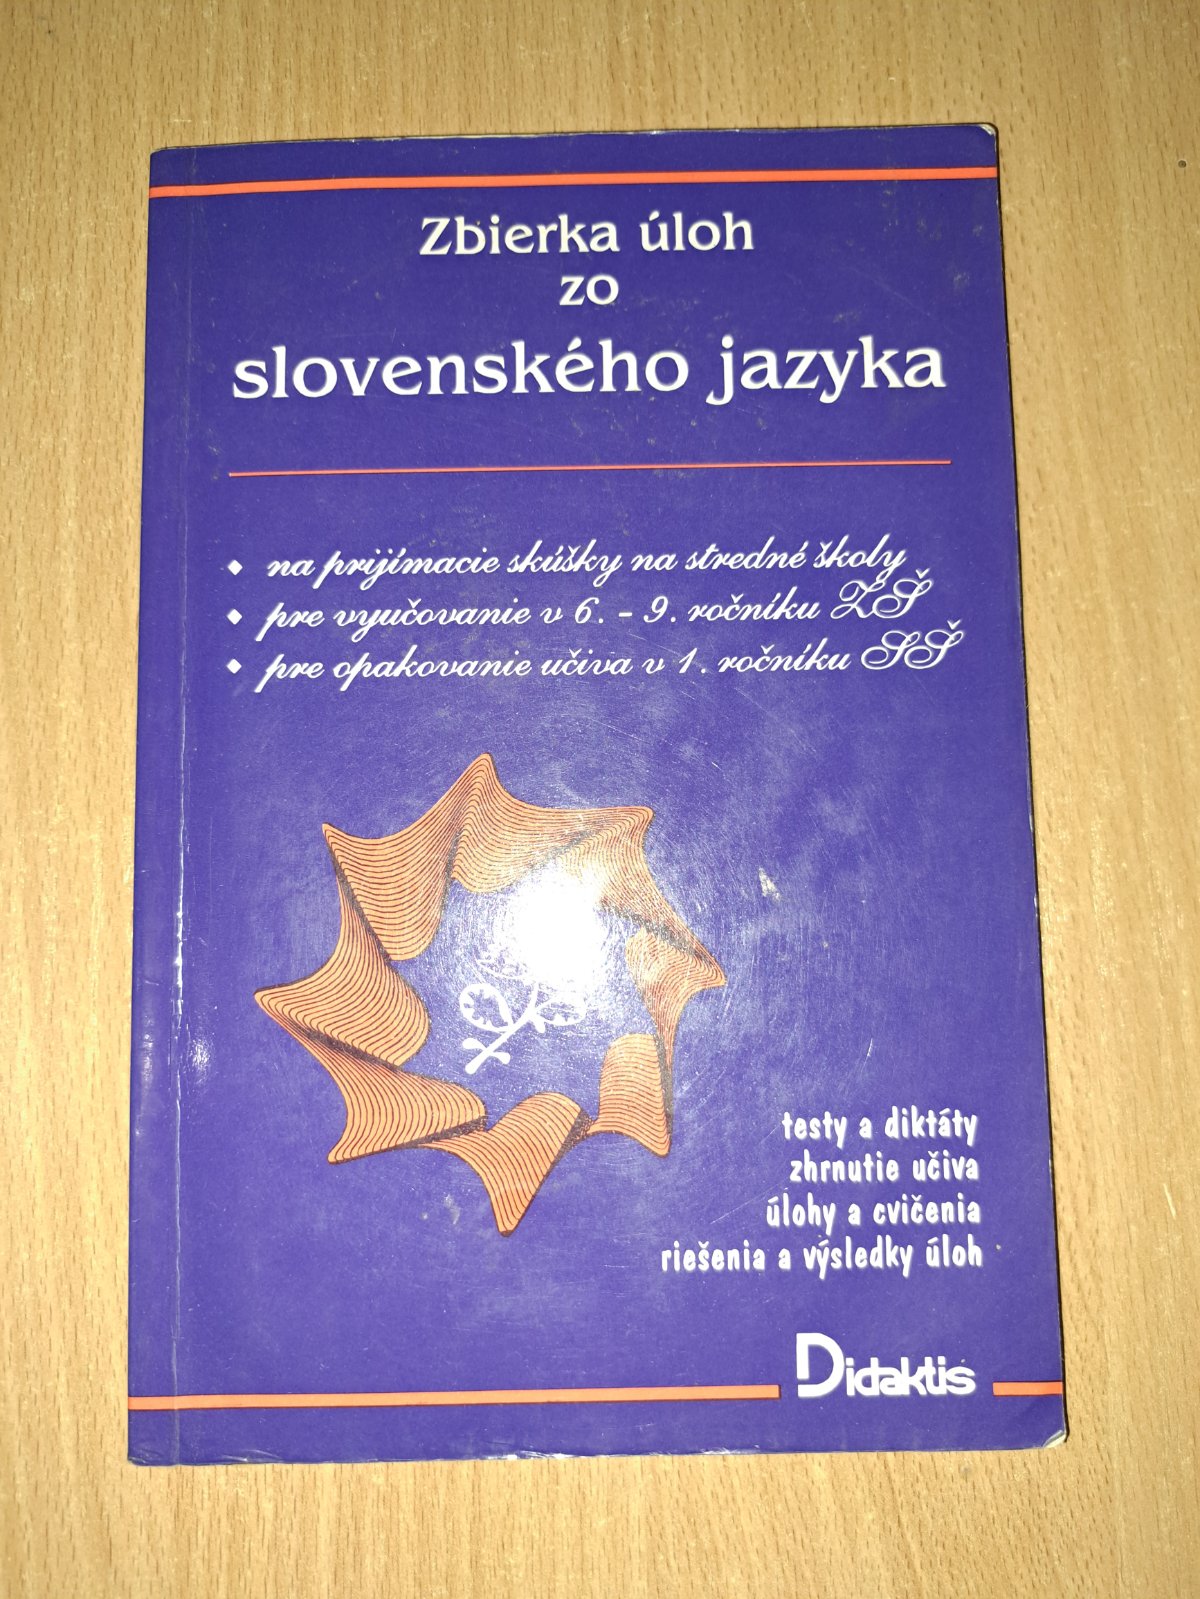 Zbierka úloh
zo
slovenského jazyka
na prijímacie skúšky na stredné školy
pre vyučovanie v 6. - 9. ročníku ZŠ
pre opakovanie učiva v 1. ročníku SŠ
testy a diktáty
zhrnutie učiva
úlohy a cvičenia
riešenia a výsledky úloh
Didaktis